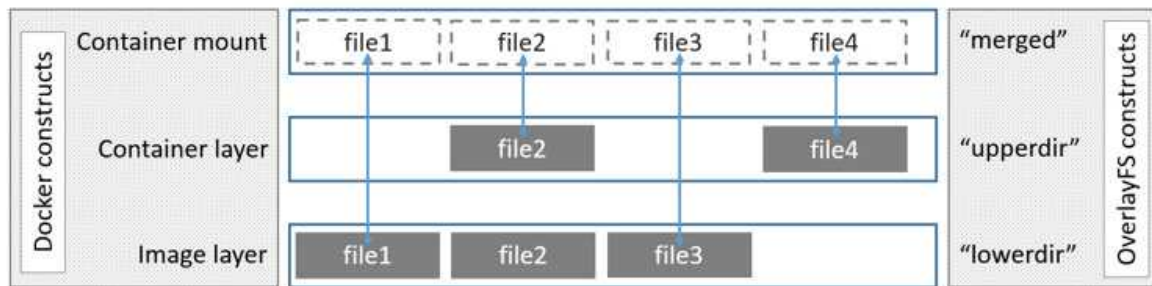 Docker constructs
Container mount
file1
file2
file3
file4
“merged”
Container layer
file2
file4
“upperdir”
Image layer
file1
file2
file3
“lowerdir”
OverlayFS constructs